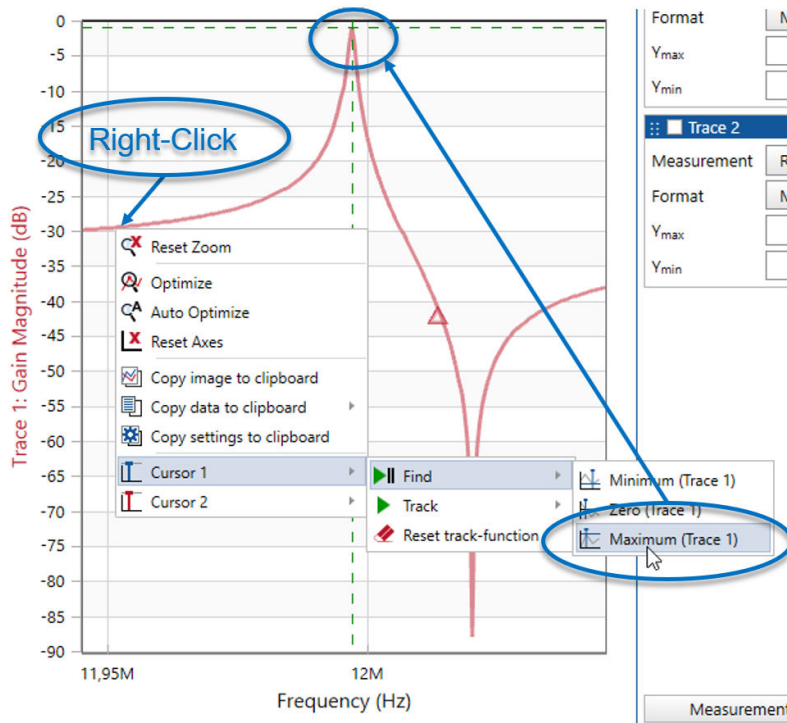 0
-5
-10
-15
-20
-25
-30
-35
-40
-45
-50
-55
-60
-65
-70
-75
-80
-85
-90
Trace 1: Gain Magnitude (dB)
Right-Click
Reset Zoom
Optimize
Auto Optimize
Reset Axes
Copy image to clipboard
Copy data to clipboard
Copy settings to clipboard
Cursor 1
Cursor 2
Find
Track
Reset track-function
Minimum (Trace 1)
Zero (Trace 1)
Maximum (Trace 1)
11,95M
12M
Frequency (Hz)
Format
Ymax
Ymin
Trace 2
Measurement
Format
Ymax
Ymin
Measurement